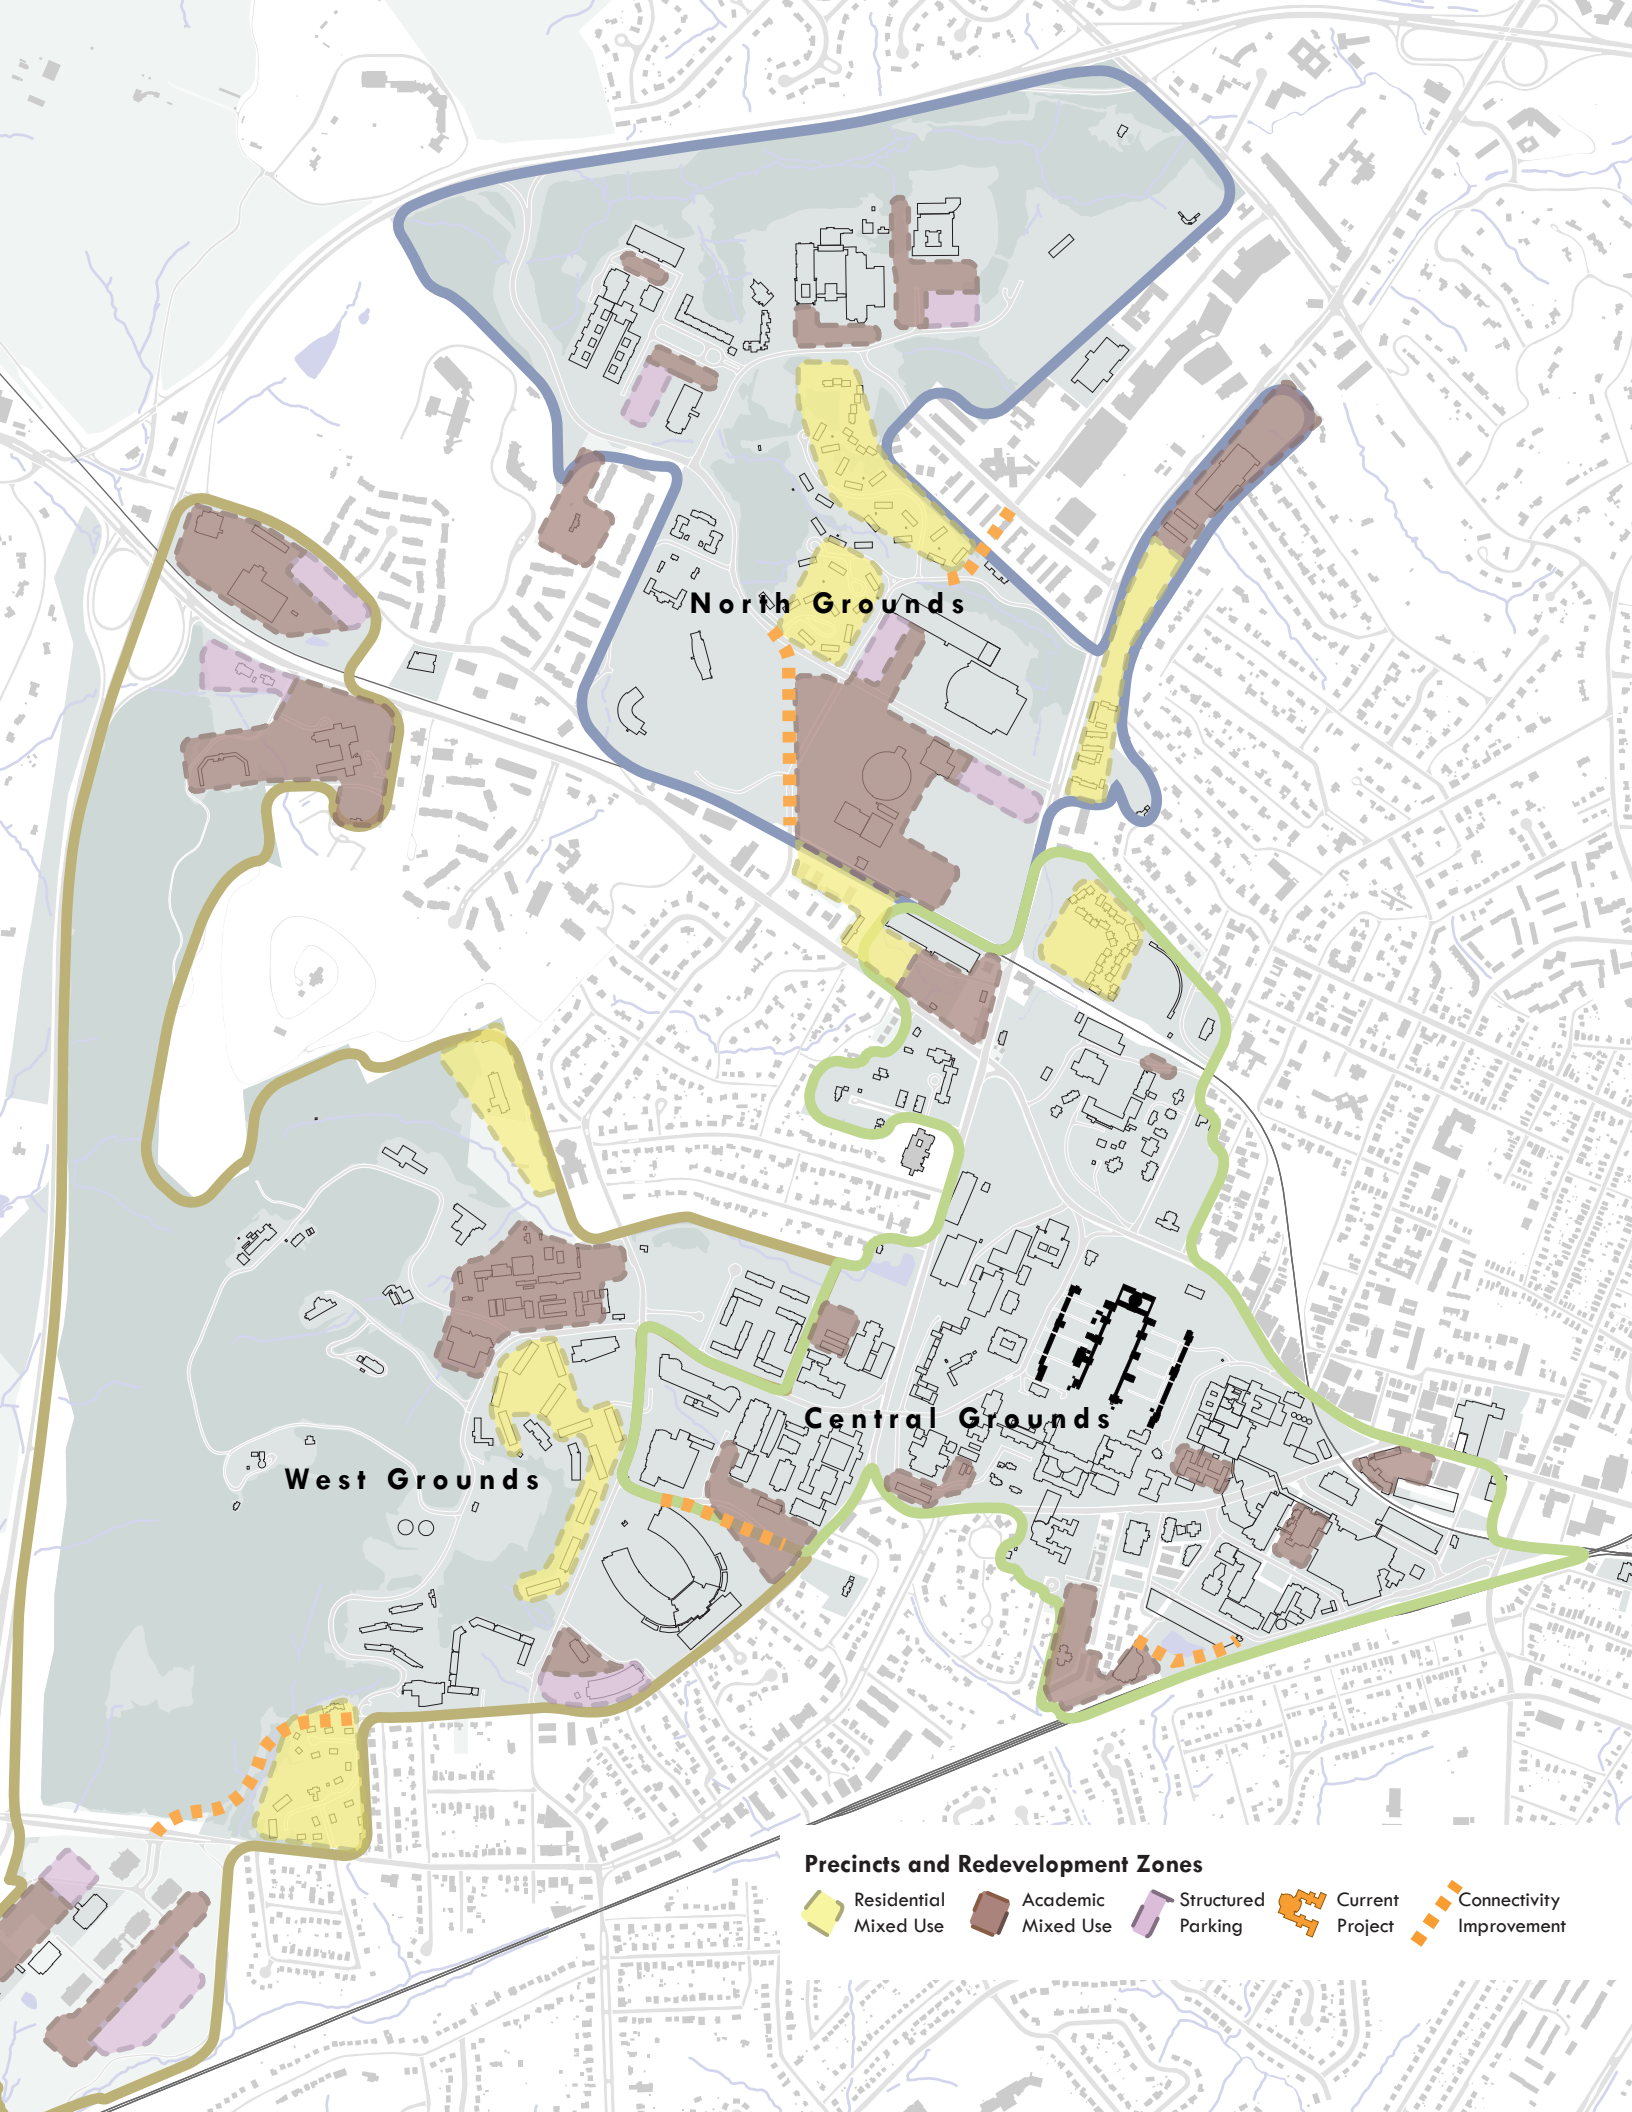 North Grounds
Central Grounds
West Grounds
Precincts and Redevelopment Zones
Residential
Mixed Use
Academic
Mixed Use
Structured
Parking
Current
Project
Connectivity
Improvement